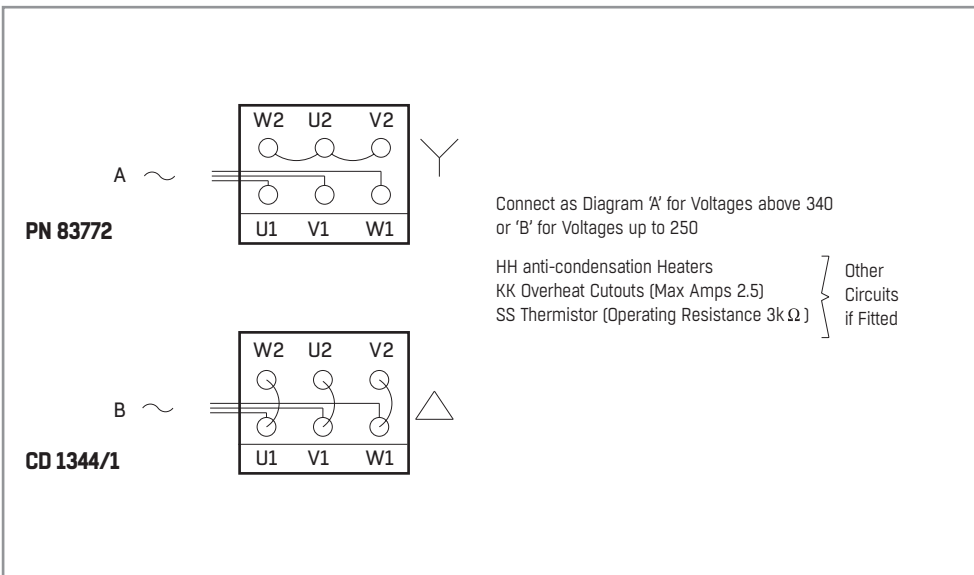 W2 U2 V2
A
U1 V1 W1
PN 83772
Connect as Diagram ‘A’ for Voltages above 340
or ‘B’ for Voltages up to 250
HH anti-condensation Heaters
KK Overheat Cutouts (Max Amps 2.5)
SS Thermistor (Operating Resistance 3k Ω )
Other
Circuits
if Fitted
W2 U2 V2
B
U1 V1 W1
CD 1344/1